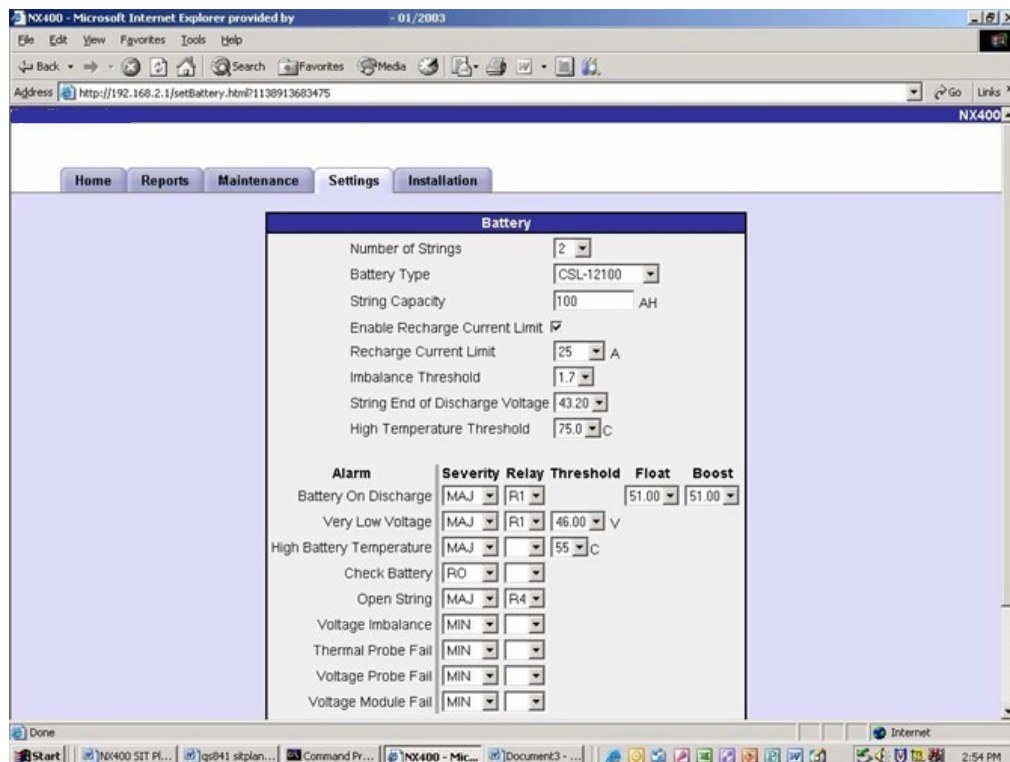 NX400 - Microsoft Internet Explorer provided by - 01/2003
File Edit View Favorites Tools Help
Back Search Favorites Media
Address http://192.168.2.1/setBattery.html?1138913683475 Go Links
NX400
Home Reports Maintenance Settings Installation
Battery
Number of Strings 2
Battery Type CSL-12100
String Capacity 100 AH
Enable Recharge Current Limit
Recharge Current Limit 25 A
Imbalance Threshold 1.7
String End of Discharge Voltage 43.20
High Temperature Threshold 75.0 C
Alarm Severity Relay Threshold Float Boost
Battery On Discharge MAJ R1 51.00 51.00
Very Low Voltage MAJ R1 46.00 V
High Battery Temperature MAJ 55 C
Check Battery RO
Open String MAJ R4
Voltage Imbalance MIN
Thermal Probe Fail MIN
Voltage Probe Fail MIN
Voltage Module Fail MIN
Done Internet
Start NX400 SIT Pl... qs841 sitplan... Command Pr... NX400 - Mic... Document3 - ... 2:54 PM